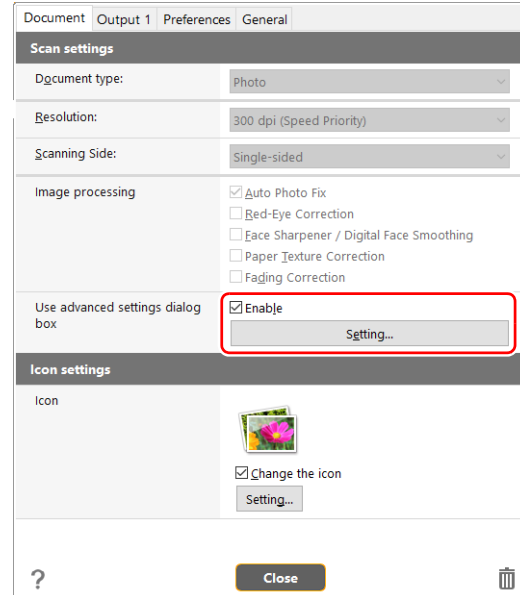 Document Output 1 Preferences General
Scan settings
Document type: Photo
Resolution: 300 dpi (Speed Priority)
Scanning Side: Single-sided
Image processing Auto Photo Fix
Red-Eye Correction
Face Sharpener / Digital Face Smoothing
Paper Texture Correction
Fading Correction
Use advanced settings dialog box Enable
Setting...
Icon settings
Icon
Change the icon
Setting...
? Close